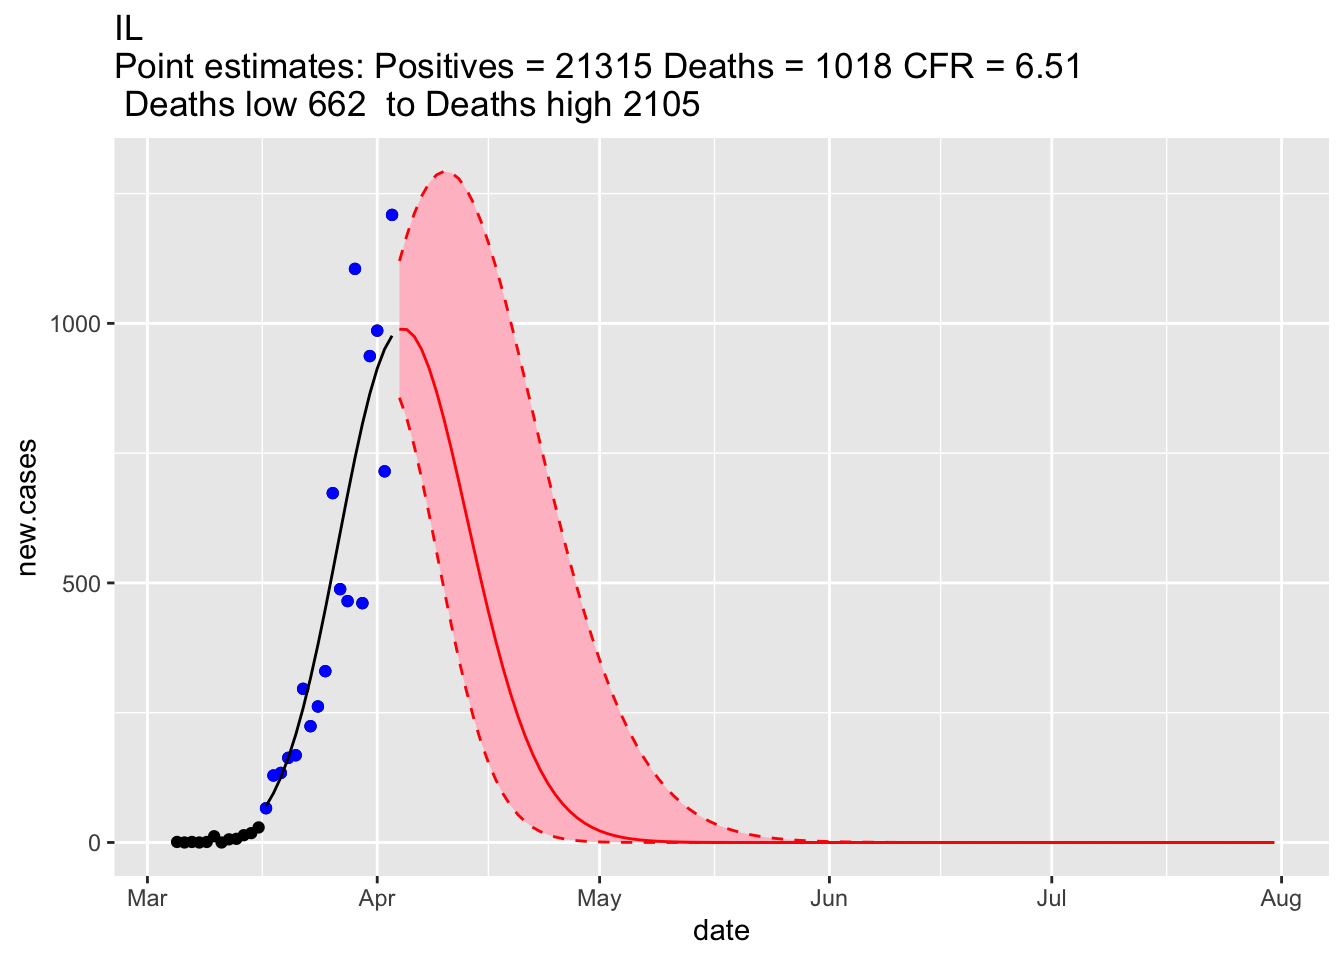 IL
Point estimates: Positives = 21315 Deaths = 1018 CFR = 6.51
Deaths low 662  to Deaths high 2105
1000
500
0
new.cases
Mar Apr May Jun Jul Aug
date